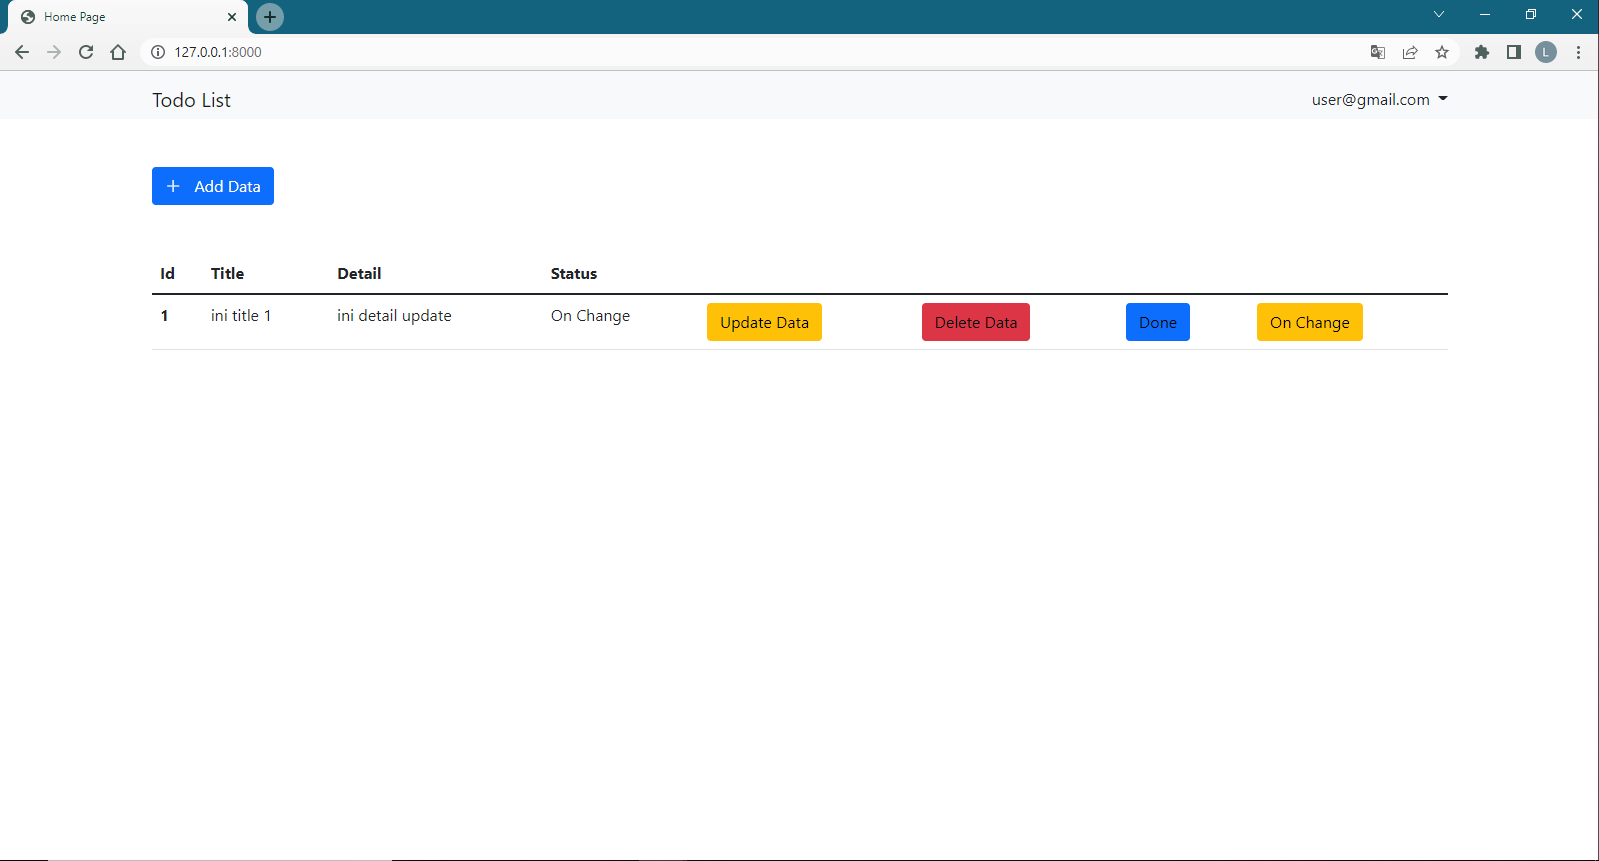 Home Page
127.0.0.1:8000
L
Todo List user@gmail.com
Add Data
Id Title Detail Status
1 ini title 1 ini detail update On Change Update Data Delete Data Done On Change